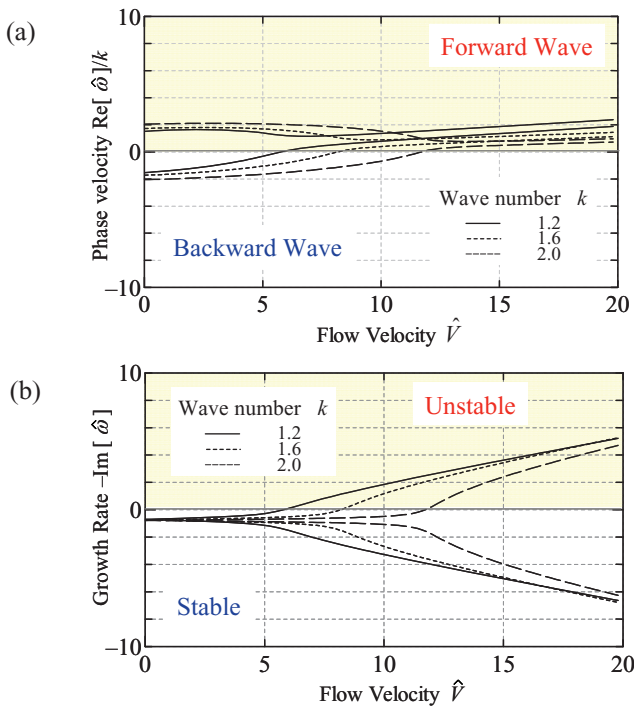 (a)
10
Forward Wave
Phase velocity Re[ ω̂ ]/k
0
Wave number k
1.2
Backward Wave
1.6
2.0
−10
0 5 10 15 20
Flow Velocity V̂
(b)
10
Wave number k
Unstable
1.2
1.6
2.0
Growth Rate −Im[ ω̂ ]
0
Stable
−10
0 5 10 15 20
Flow Velocity V̂